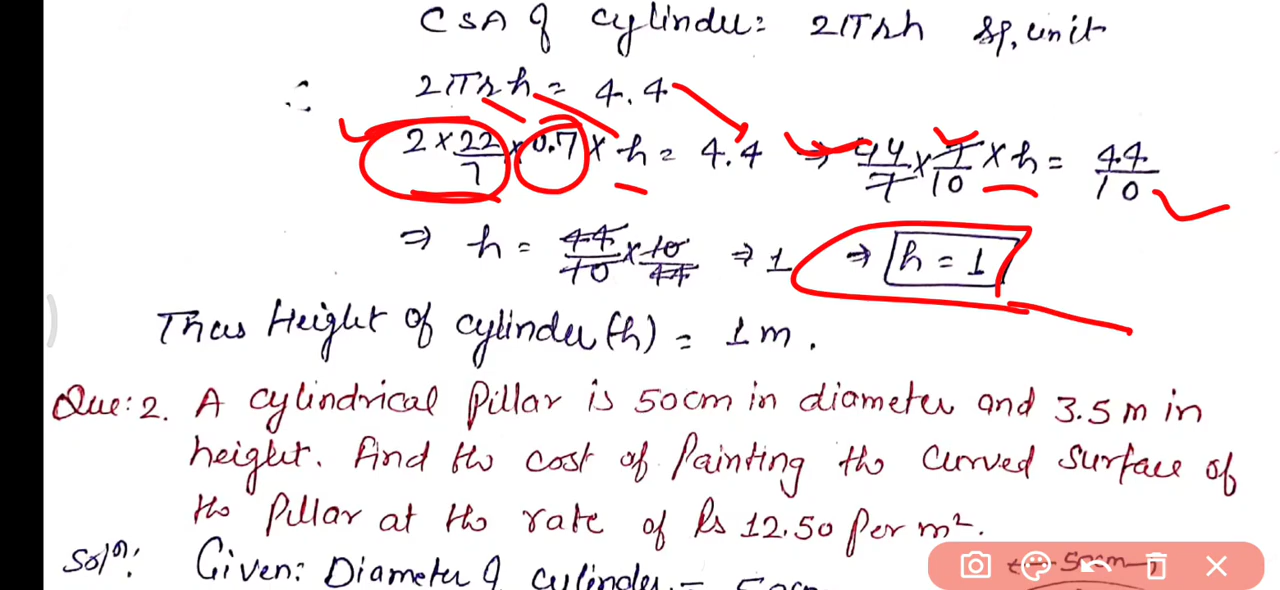 CSA of cylinder = 2πrh sq. unit
∴ 2πrh = 4.4
2 × 22/7 × 0.7 × h = 4.4 ⇒ 44/7 × 7/10 × h = 44/10
⇒ h = 44/10 × 10/44 ⇒ 1 ⇒ h = 1
Thus Height of cylinder (h) = 1 m.
Que: 2. A cylindrical Pillar is 50cm in diameter and 3.5 m in
height. Find the cost of Painting the curved surface of
the Pillar at the rate of Rs 12.50 Per m².
Solⁿ: Given: Diameter of cylinder = 50cm
50cm